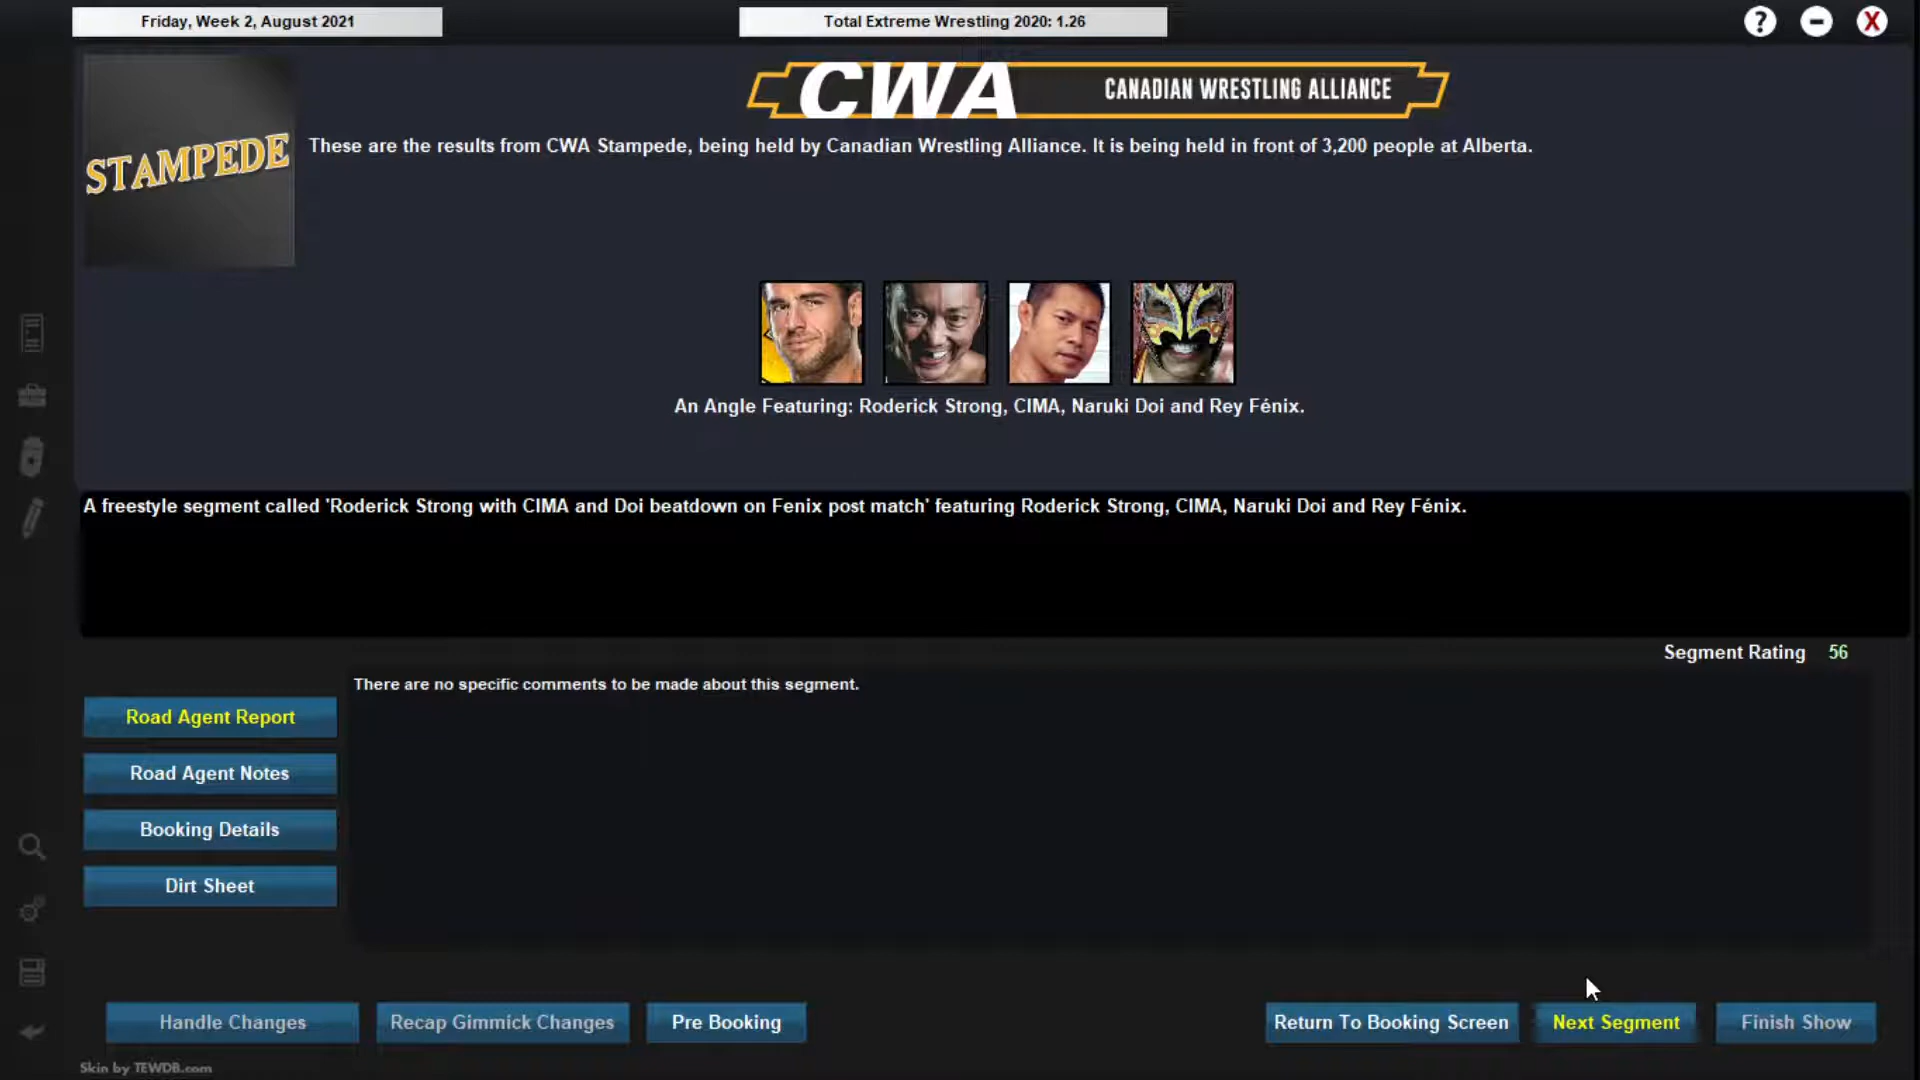 Friday, Week 2, August 2021
Total Extreme Wrestling 2020: 1.26
?
X
CWA CANADIAN WRESTLING ALLIANCE
STAMPEDE
These are the results from CWA Stampede, being held by Canadian Wrestling Alliance. It is being held in front of 3,200 people at Alberta.
An Angle Featuring: Roderick Strong, CIMA, Naruki Doi and Rey Fénix.
A freestyle segment called 'Roderick Strong with CIMA and Doi beatdown on Fenix post match' featuring Roderick Strong, CIMA, Naruki Doi and Rey Fénix.
Segment Rating 56
There are no specific comments to be made about this segment.
Road Agent Report
Road Agent Notes
Booking Details
Dirt Sheet
Handle Changes
Recap Gimmick Changes
Pre Booking
Return To Booking Screen
Next Segment
Finish Show
Skin by TEWDB.com